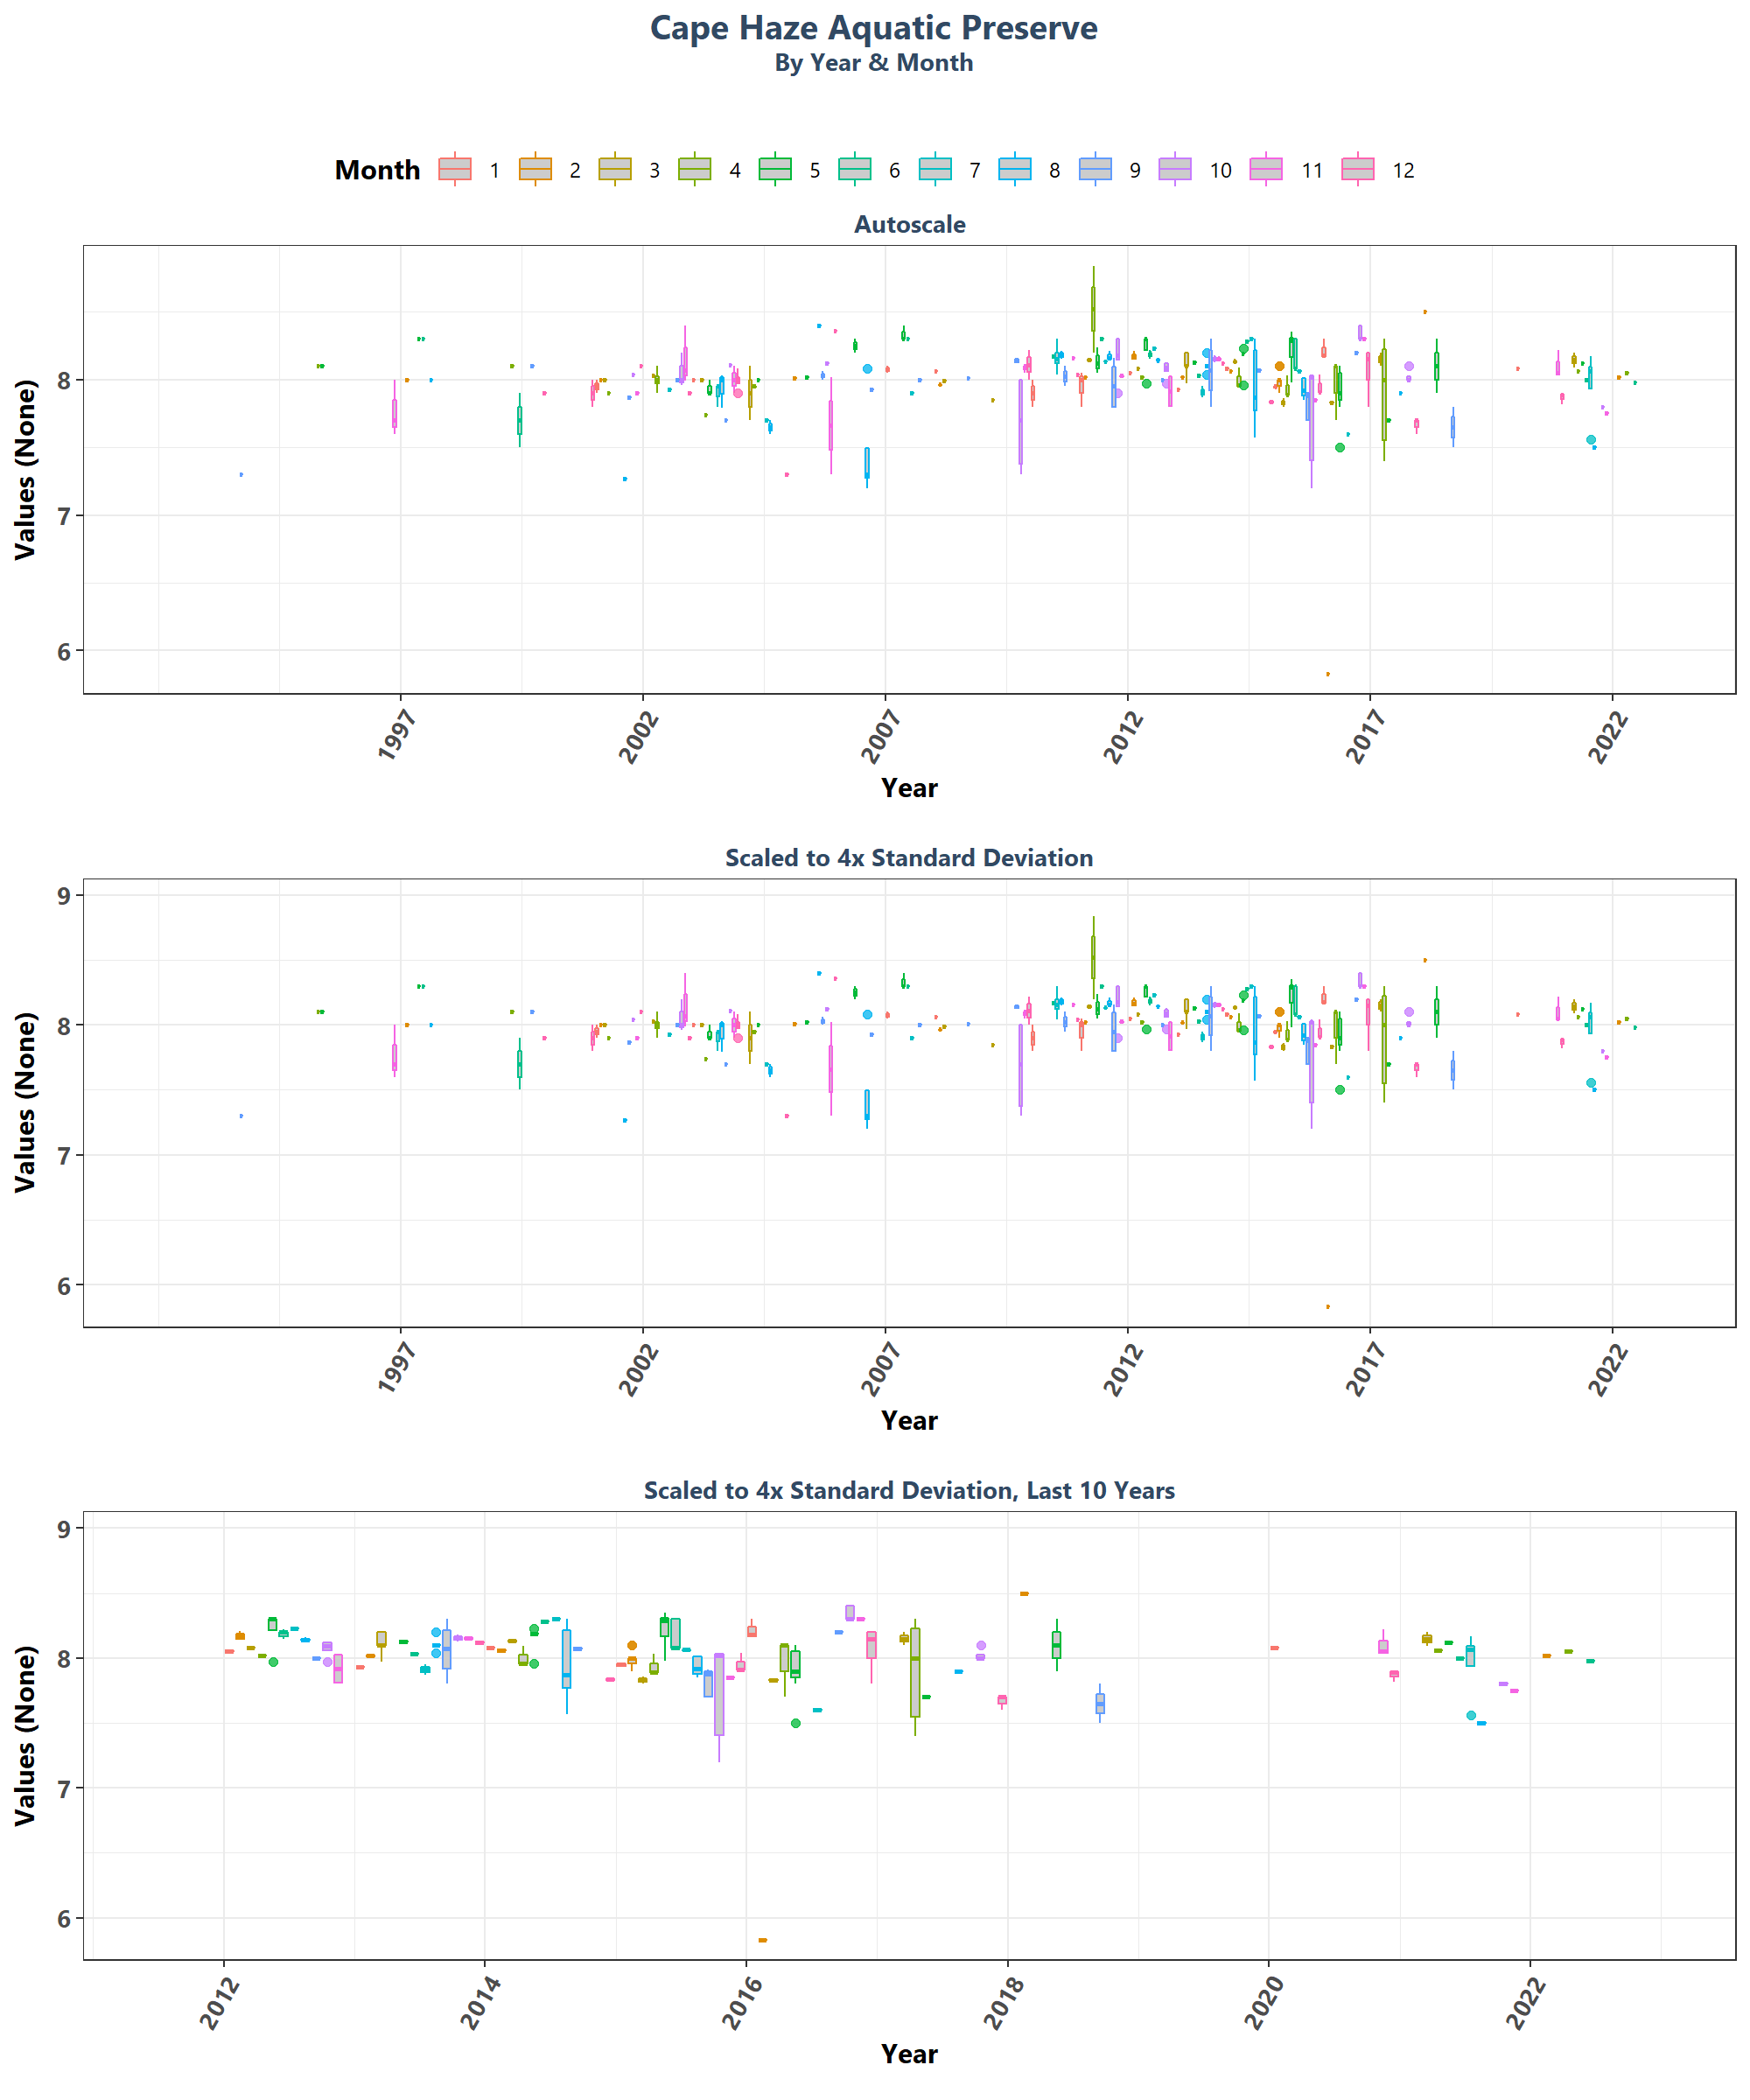 Cape Haze Aquatic Preserve
By Year & Month
Month 1 2 3 4 5 6 7 8 9 10 11 12
Autoscale
Values (None)
8
7
6
1997 2002 2007 2012 2017 2022
Year
Scaled to 4x Standard Deviation
Values (None)
9
8
7
6
1997 2002 2007 2012 2017 2022
Year
Scaled to 4x Standard Deviation, Last 10 Years
Values (None)
9
8
7
6
2012 2014 2016 2018 2020 2022
Year